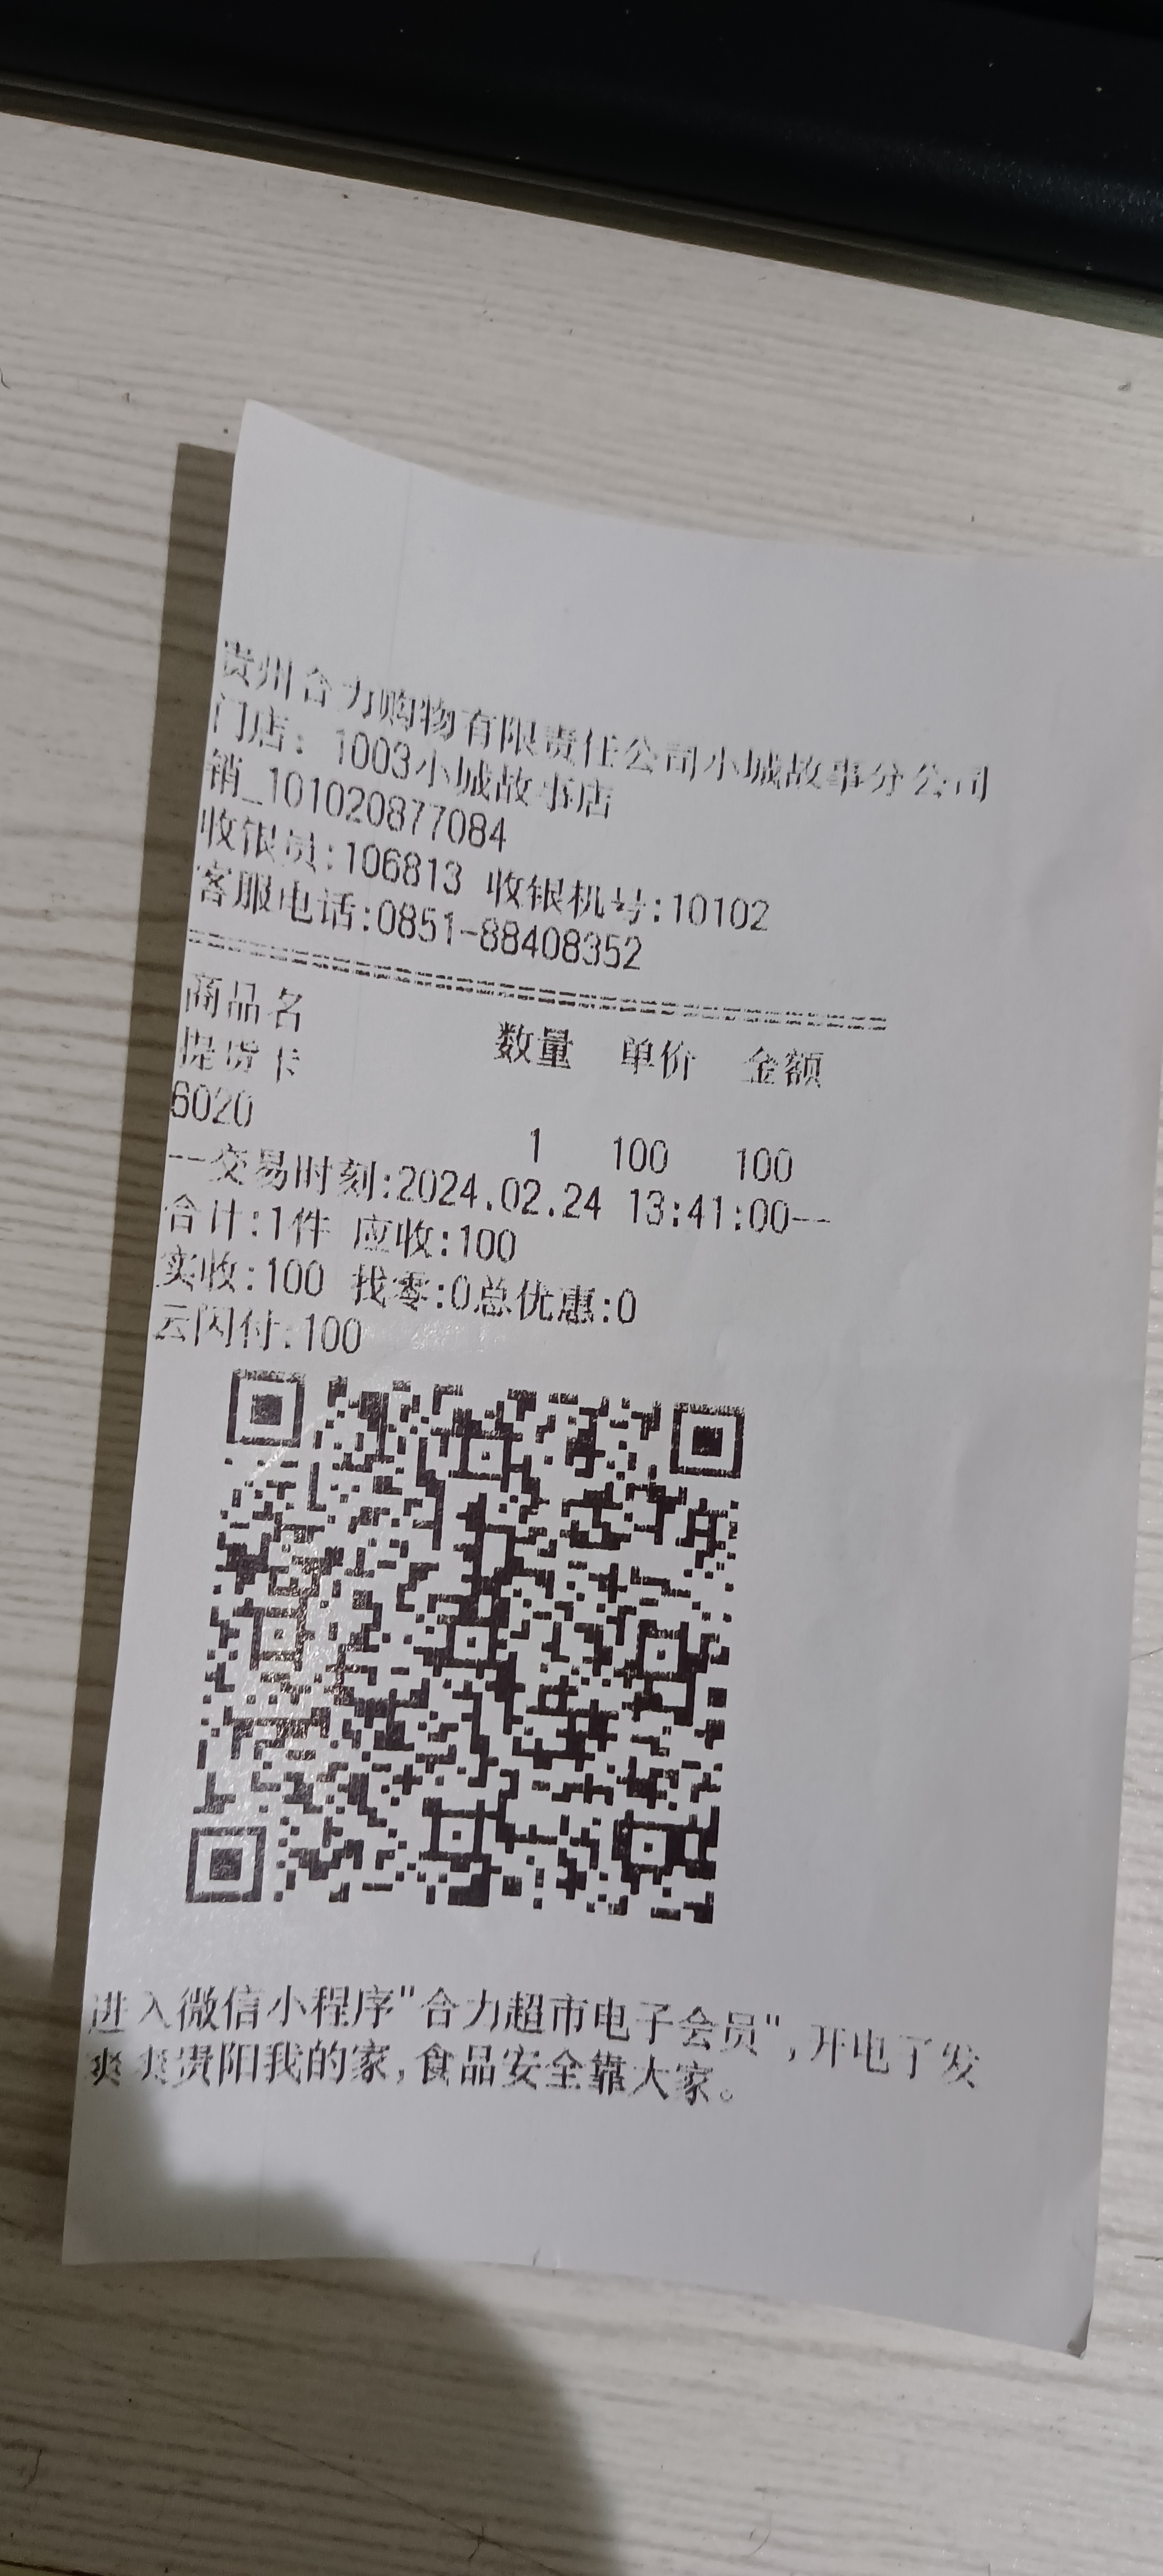 贵州合力购物有限责任公司小城故事分公司
门店: 1003小城故事店
销_101020877084
收银员:106813 收银机号:10102
客服电话:0851-88408352
商品名 数量 单价 金额
提货卡
6020 1 100 100
--交易时刻:2024.02.24 13:41:00--
合计:1件 应收:100
实收:100 找零:0总优惠:0
云闪付:100
进入微信小程序"合力超市电子会员",开电子发
爽爽贵阳我的家,食品安全靠大家。